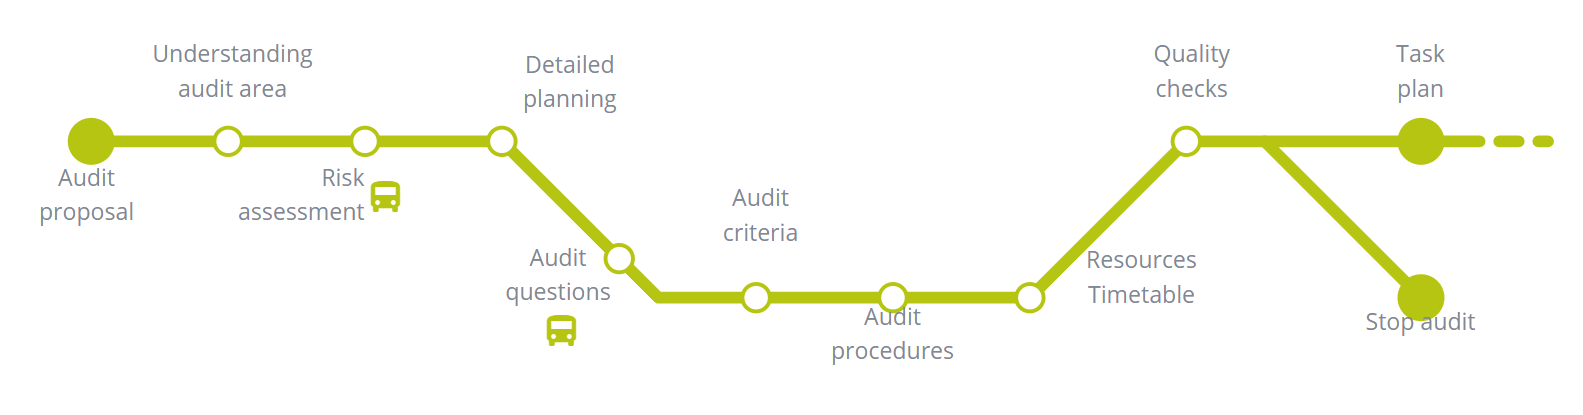 Understanding
audit area
Detailed
planning
Quality
checks
Task
plan
Audit
proposal
Risk
assessment
Audit
criteria
Audit
questions
Resources
Timetable
Audit
procedures
Stop audit